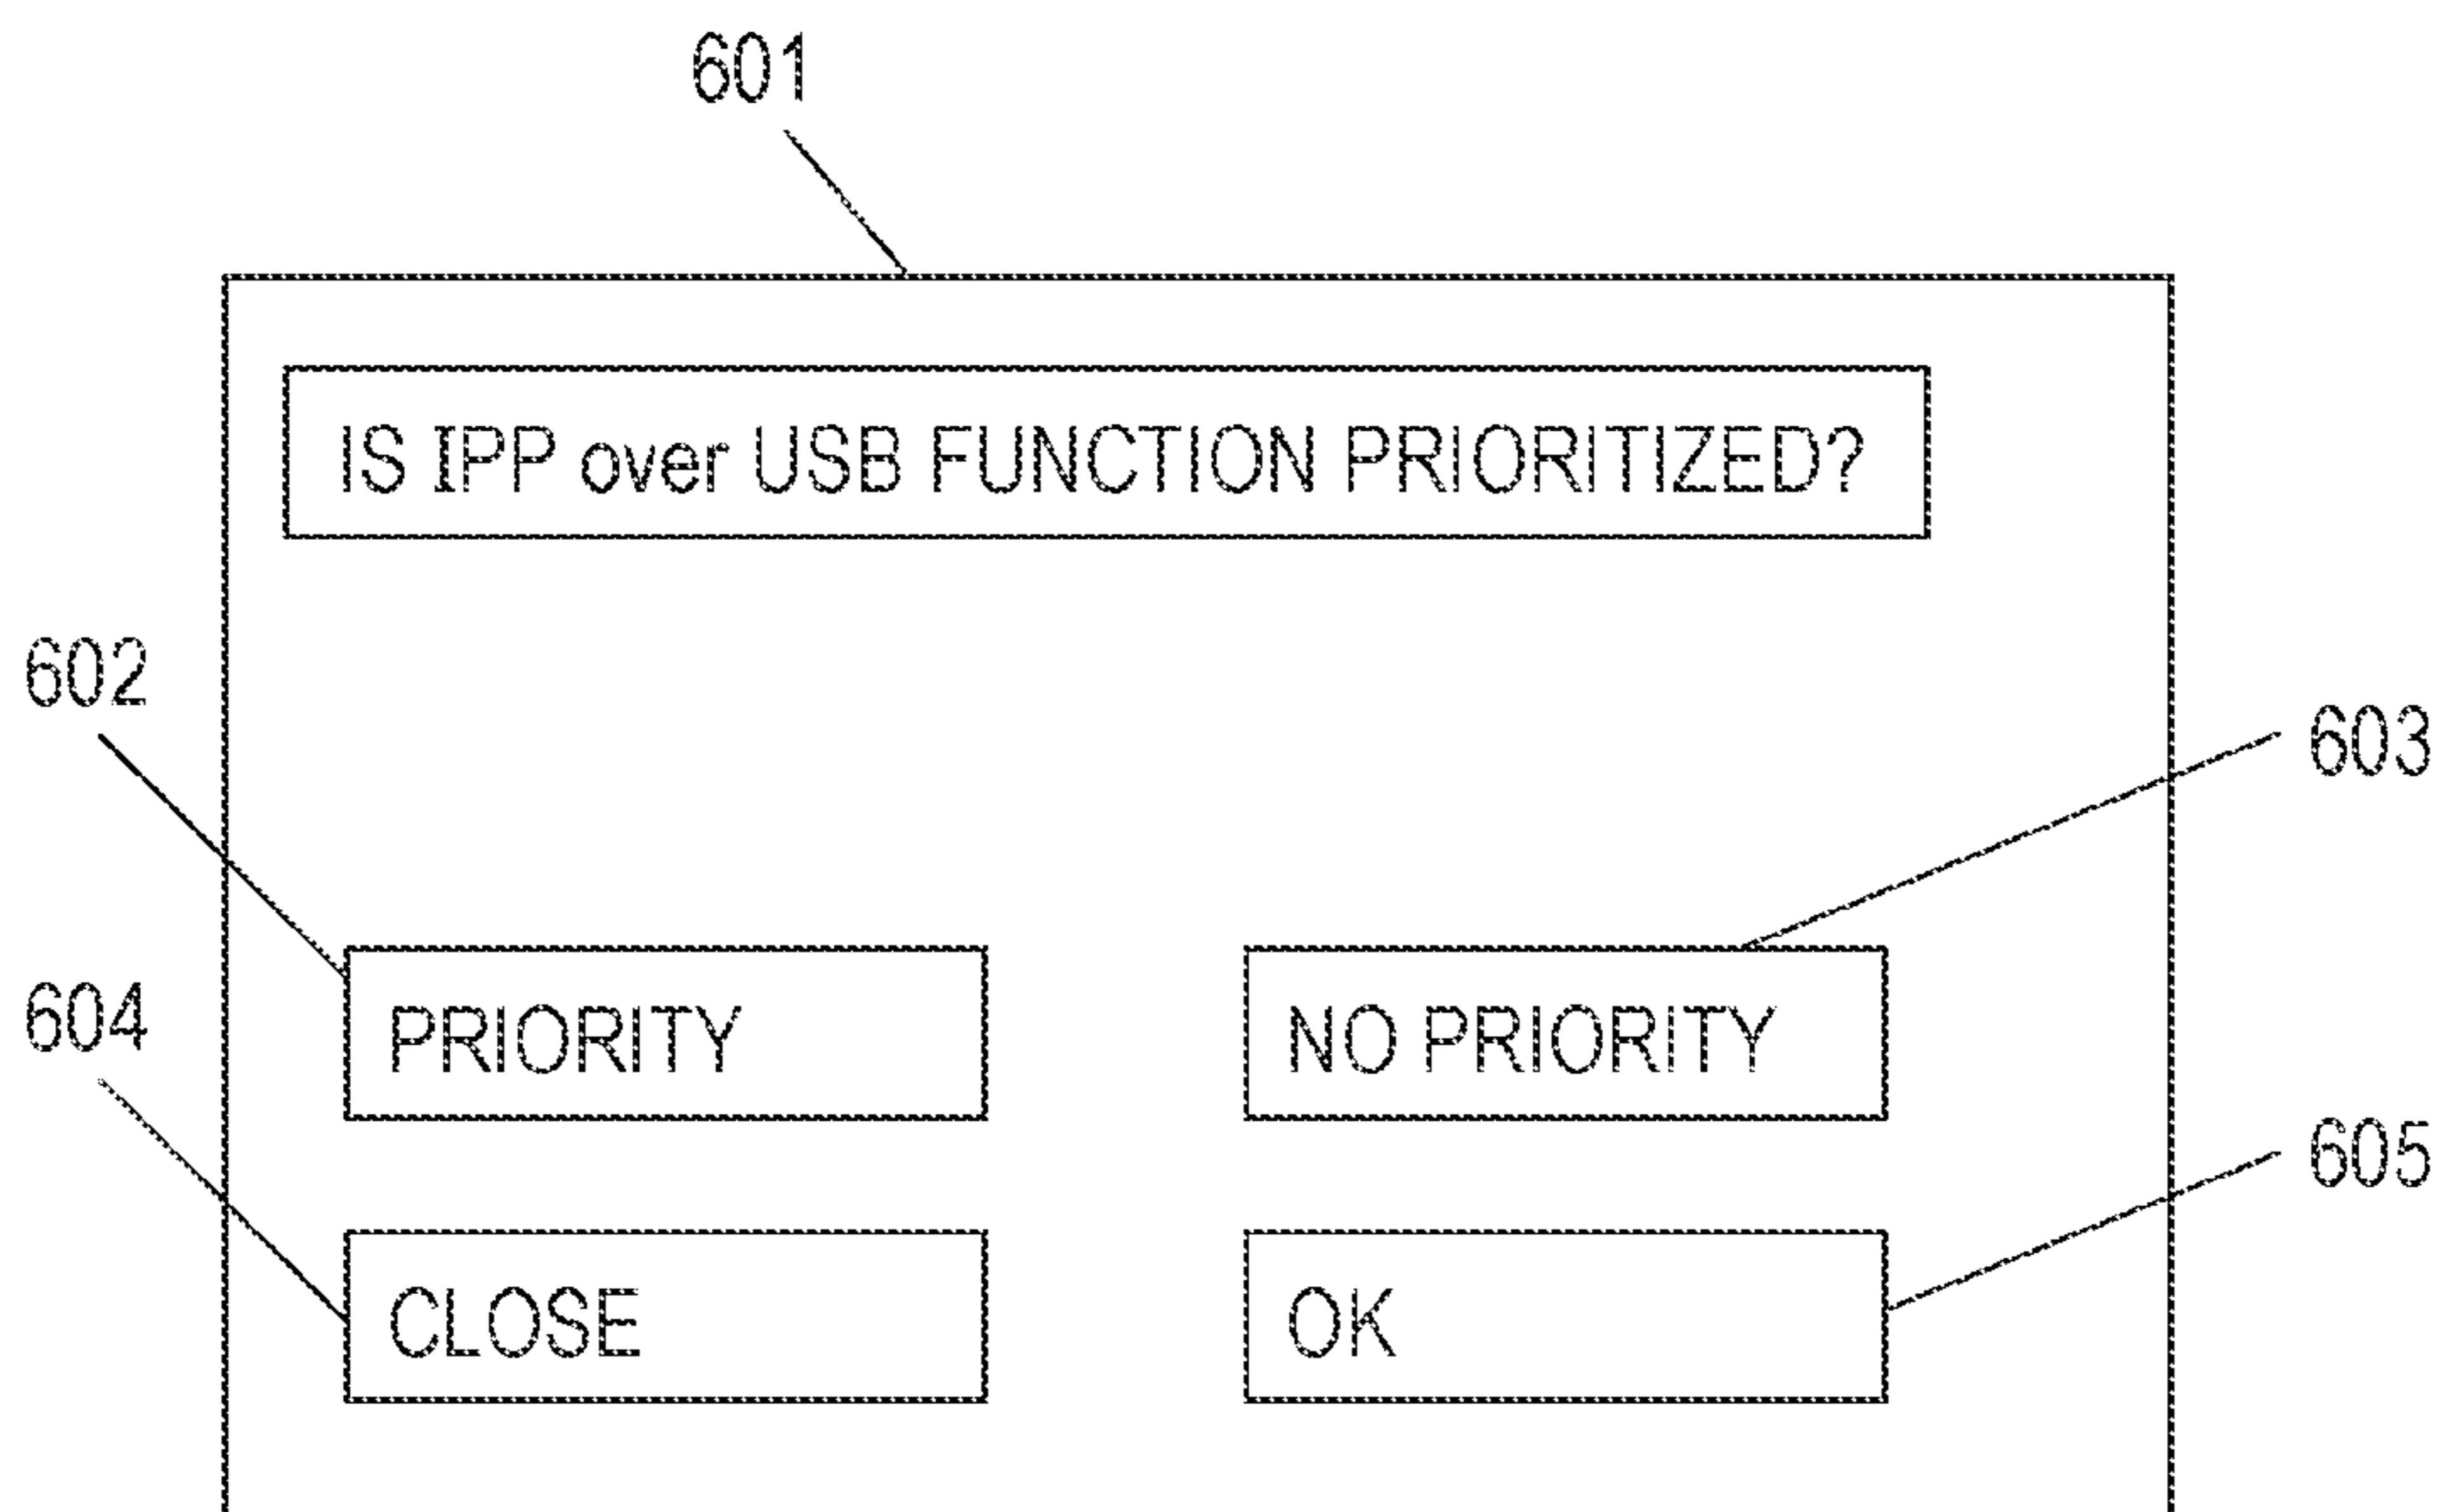 601
IS IPP over USB FUNCTION PRIORITIZED?
602
603
PRIORITY
NO PRIORITY
604
605
CLOSE
OK